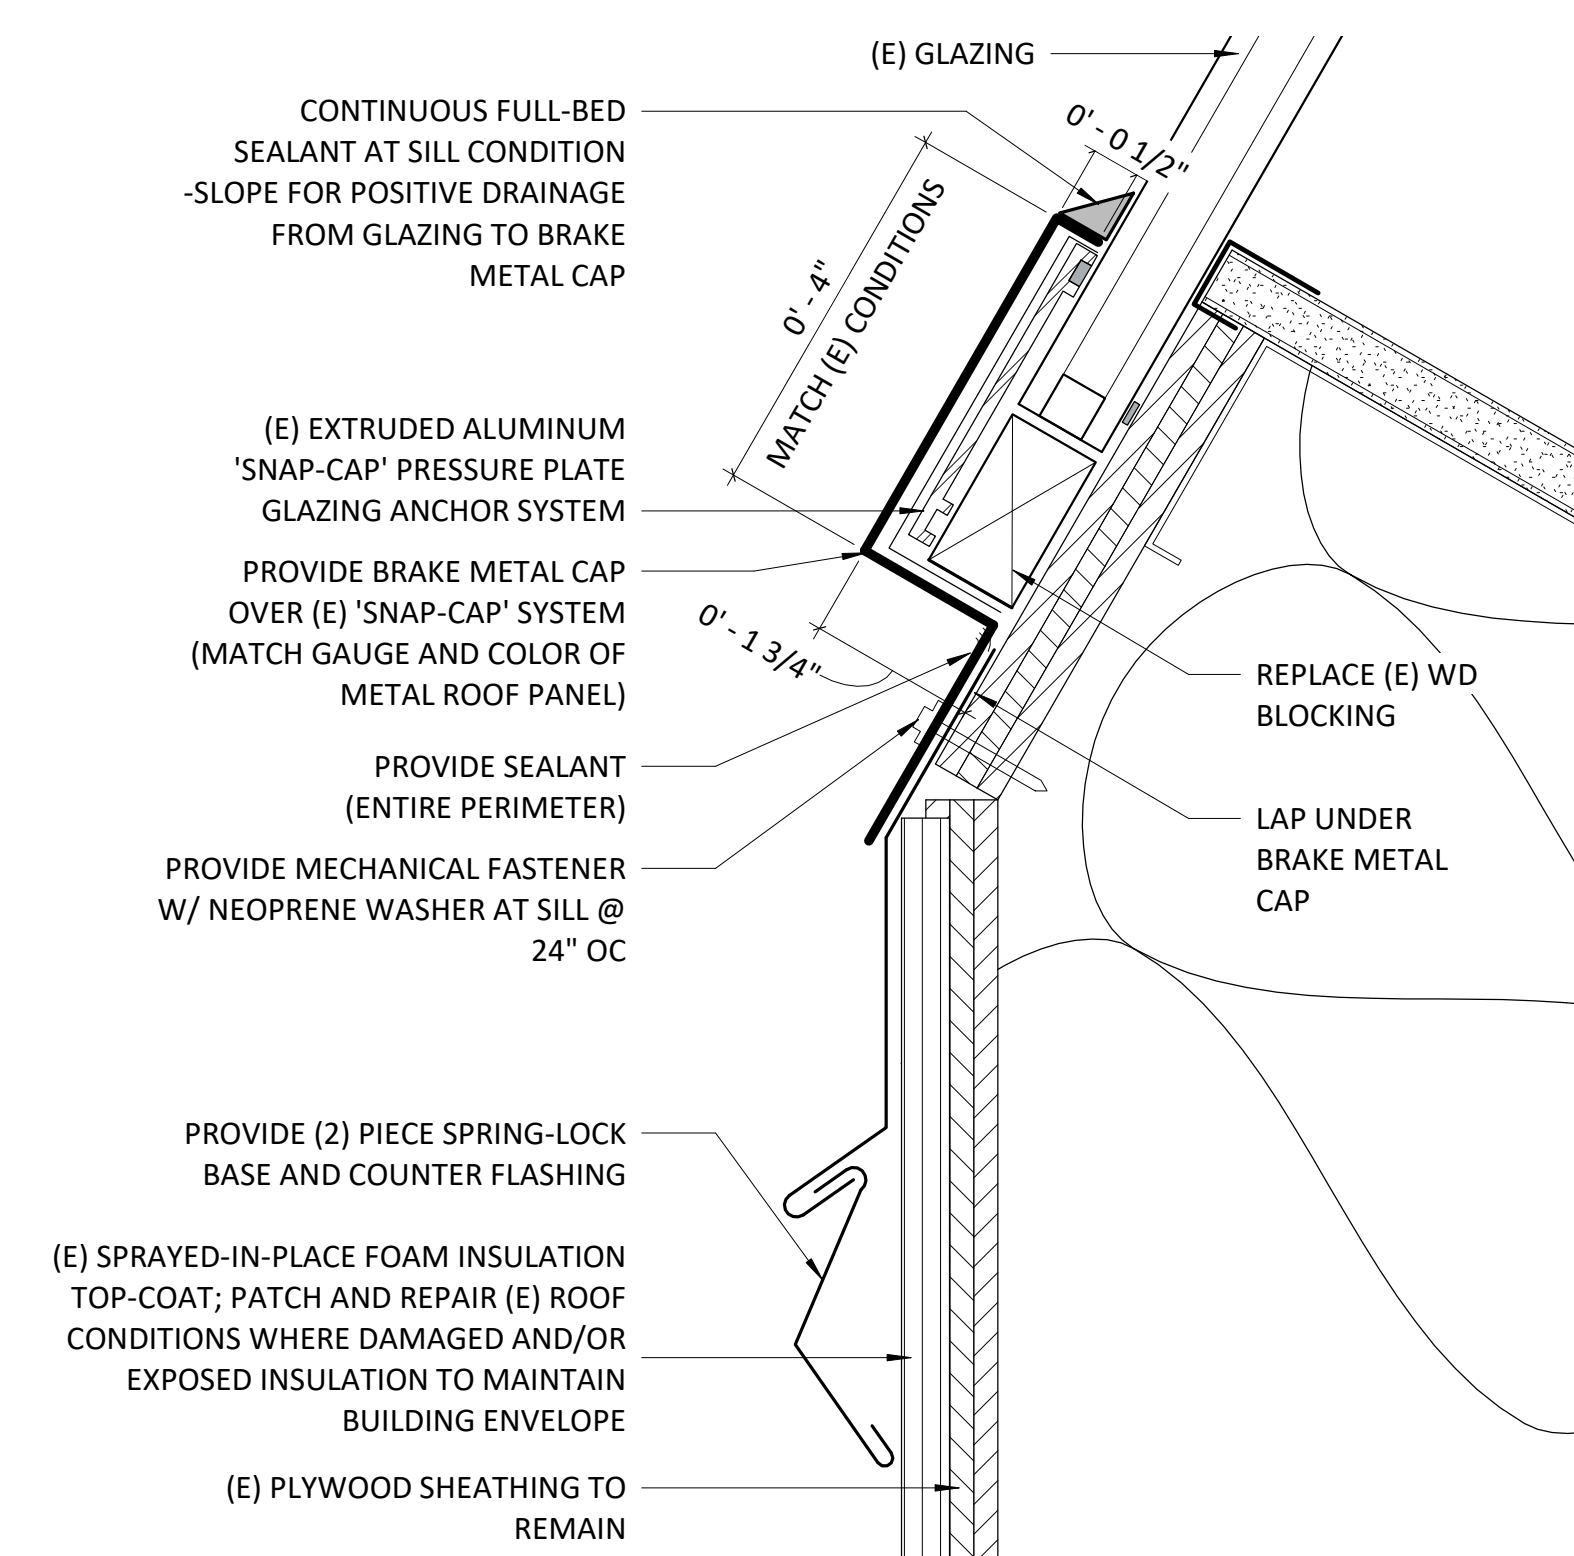 (E) GLAZING
CONTINUOUS FULL-BED
SEALANT AT SILL CONDITION
-SLOPE FOR POSITIVE DRAINAGE
FROM GLAZING TO BRAKE
METAL CAP
0' - 0 1/2"
0' - 4"
MATCH (E) CONDITIONS
(E) EXTRUDED ALUMINUM
'SNAP-CAP' PRESSURE PLATE
GLAZING ANCHOR SYSTEM
PROVIDE BRAKE METAL CAP
OVER (E) 'SNAP-CAP' SYSTEM
(MATCH GAUGE AND COLOR OF
METAL ROOF PANEL)
0' - 1 3/4"
REPLACE (E) WD
BLOCKING
PROVIDE SEALANT
(ENTIRE PERIMETER)
LAP UNDER
BRAKE METAL
CAP
PROVIDE MECHANICAL FASTENER
W/ NEOPRENE WASHER AT SILL @
24" OC
PROVIDE (2) PIECE SPRING-LOCK
BASE AND COUNTER FLASHING
(E) SPRAYED-IN-PLACE FOAM INSULATION
TOP-COAT; PATCH AND REPAIR (E) ROOF
CONDITIONS WHERE DAMAGED AND/OR
EXPOSED INSULATION TO MAINTAIN
BUILDING ENVELOPE
(E) PLYWOOD SHEATHING TO
REMAIN